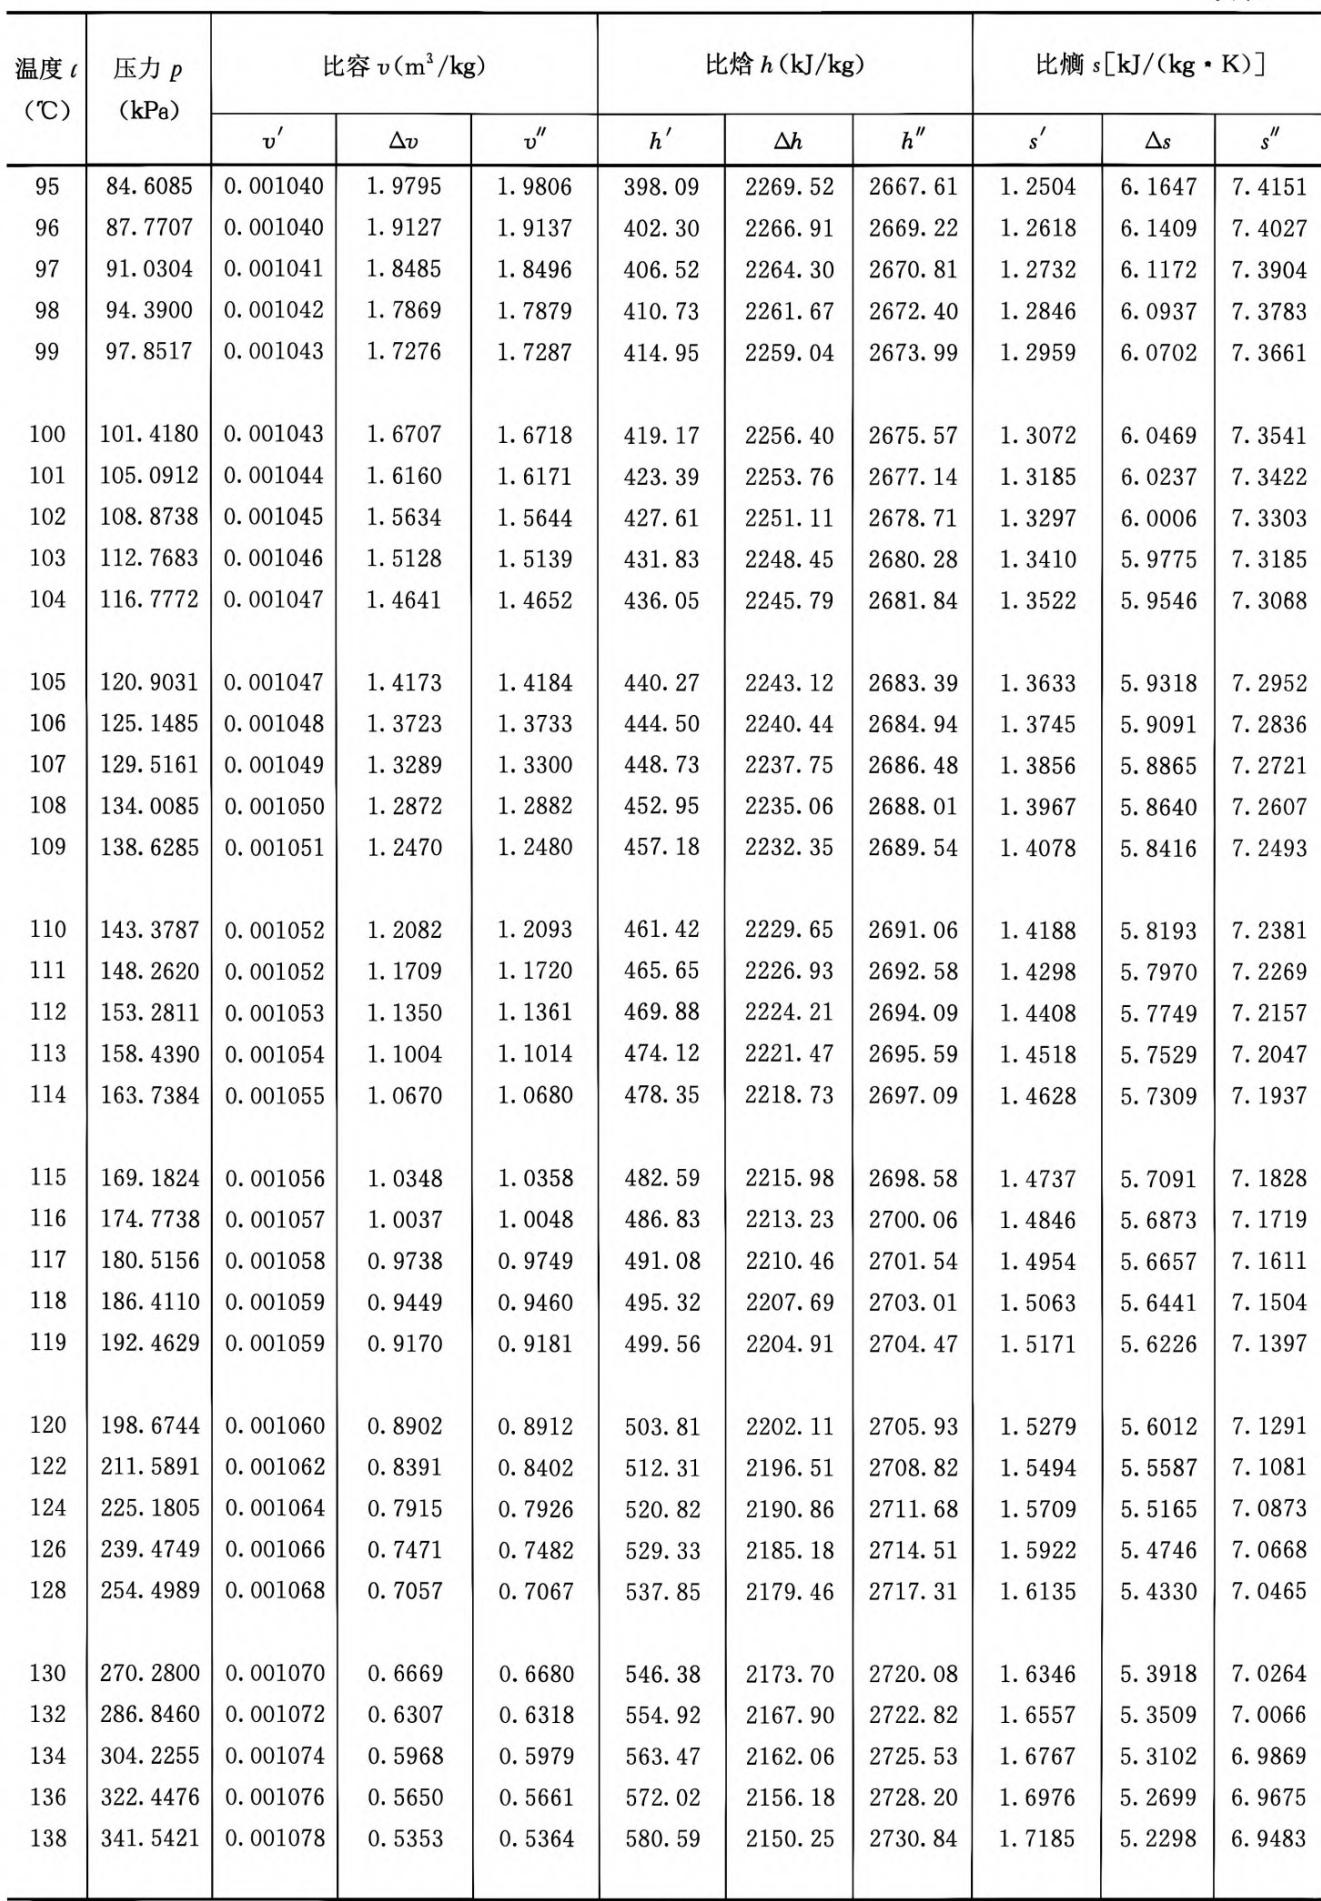 温度 t (℃) 压力 p (kPa) 比容 v(m³/kg) 比焓 h(kJ/kg) 比熵 s[kJ/(kg·K)]
v′ Δv v″ h′ Δh h″ s′ Δs s″
95 84.6085 0.001040 1.9795 1.9806 398.09 2269.52 2667.61 1.2504 6.1647 7.4151
96 87.7707 0.001040 1.9127 1.9137 402.30 2266.91 2669.22 1.2618 6.1409 7.4027
97 91.0304 0.001041 1.8485 1.8496 406.52 2264.30 2670.81 1.2732 6.1172 7.3904
98 94.3900 0.001042 1.7869 1.7879 410.73 2261.67 2672.40 1.2846 6.0937 7.3783
99 97.8517 0.001043 1.7276 1.7287 414.95 2259.04 2673.99 1.2959 6.0702 7.3661
100 101.4180 0.001043 1.6707 1.6718 419.17 2256.40 2675.57 1.3072 6.0469 7.3541
101 105.0912 0.001044 1.6160 1.6171 423.39 2253.76 2677.14 1.3185 6.0237 7.3422
102 108.8738 0.001045 1.5634 1.5644 427.61 2251.11 2678.71 1.3297 6.0006 7.3303
103 112.7683 0.001046 1.5128 1.5139 431.83 2248.45 2680.28 1.3410 5.9775 7.3185
104 116.7772 0.001047 1.4641 1.4652 436.05 2245.79 2681.84 1.3522 5.9546 7.3068
105 120.9031 0.001047 1.4173 1.4184 440.27 2243.12 2683.39 1.3633 5.9318 7.2952
106 125.1485 0.001048 1.3723 1.3733 444.50 2240.44 2684.94 1.3745 5.9091 7.2836
107 129.5161 0.001049 1.3289 1.3300 448.73 2237.75 2686.48 1.3856 5.8865 7.2721
108 134.0085 0.001050 1.2872 1.2882 452.95 2235.06 2688.01 1.3967 5.8640 7.2607
109 138.6285 0.001051 1.2470 1.2480 457.18 2232.35 2689.54 1.4078 5.8416 7.2493
110 143.3787 0.001052 1.2082 1.2093 461.42 2229.65 2691.06 1.4188 5.8193 7.2381
111 148.2620 0.001052 1.1709 1.1720 465.65 2226.93 2692.58 1.4298 5.7970 7.2269
112 153.2811 0.001053 1.1350 1.1361 469.88 2224.21 2694.09 1.4408 5.7749 7.2157
113 158.4390 0.001054 1.1004 1.1014 474.12 2221.47 2695.59 1.4518 5.7529 7.2047
114 163.7384 0.001055 1.0670 1.0680 478.35 2218.73 2697.09 1.4628 5.7309 7.1937
115 169.1824 0.001056 1.0348 1.0358 482.59 2215.98 2698.58 1.4737 5.7091 7.1828
116 174.7738 0.001057 1.0037 1.0048 486.83 2213.23 2700.06 1.4846 5.6873 7.1719
117 180.5156 0.001058 0.9738 0.9749 491.08 2210.46 2701.54 1.4954 5.6657 7.1611
118 186.4110 0.001059 0.9449 0.9460 495.32 2207.69 2703.01 1.5063 5.6441 7.1504
119 192.4629 0.001059 0.9170 0.9181 499.56 2204.91 2704.47 1.5171 5.6226 7.1397
120 198.6744 0.001060 0.8902 0.8912 503.81 2202.11 2705.93 1.5279 5.6012 7.1291
122 211.5891 0.001062 0.8391 0.8402 512.31 2196.51 2708.82 1.5494 5.5587 7.1081
124 225.1805 0.001064 0.7915 0.7926 520.82 2190.86 2711.68 1.5709 5.5165 7.0873
126 239.4749 0.001066 0.7471 0.7482 529.33 2185.18 2714.51 1.5922 5.4746 7.0668
128 254.4989 0.001068 0.7057 0.7067 537.85 2179.46 2717.31 1.6135 5.4330 7.0465
130 270.2800 0.001070 0.6669 0.6680 546.38 2173.70 2720.08 1.6346 5.3918 7.0264
132 286.8460 0.001072 0.6307 0.6318 554.92 2167.90 2722.82 1.6557 5.3509 7.0066
134 304.2255 0.001074 0.5968 0.5979 563.47 2162.06 2725.53 1.6767 5.3102 6.9869
136 322.4476 0.001076 0.5650 0.5661 572.02 2156.18 2728.20 1.6976 5.2699 6.9675
138 341.5421 0.001078 0.5353 0.5364 580.59 2150.25 2730.84 1.7185 5.2298 6.9483